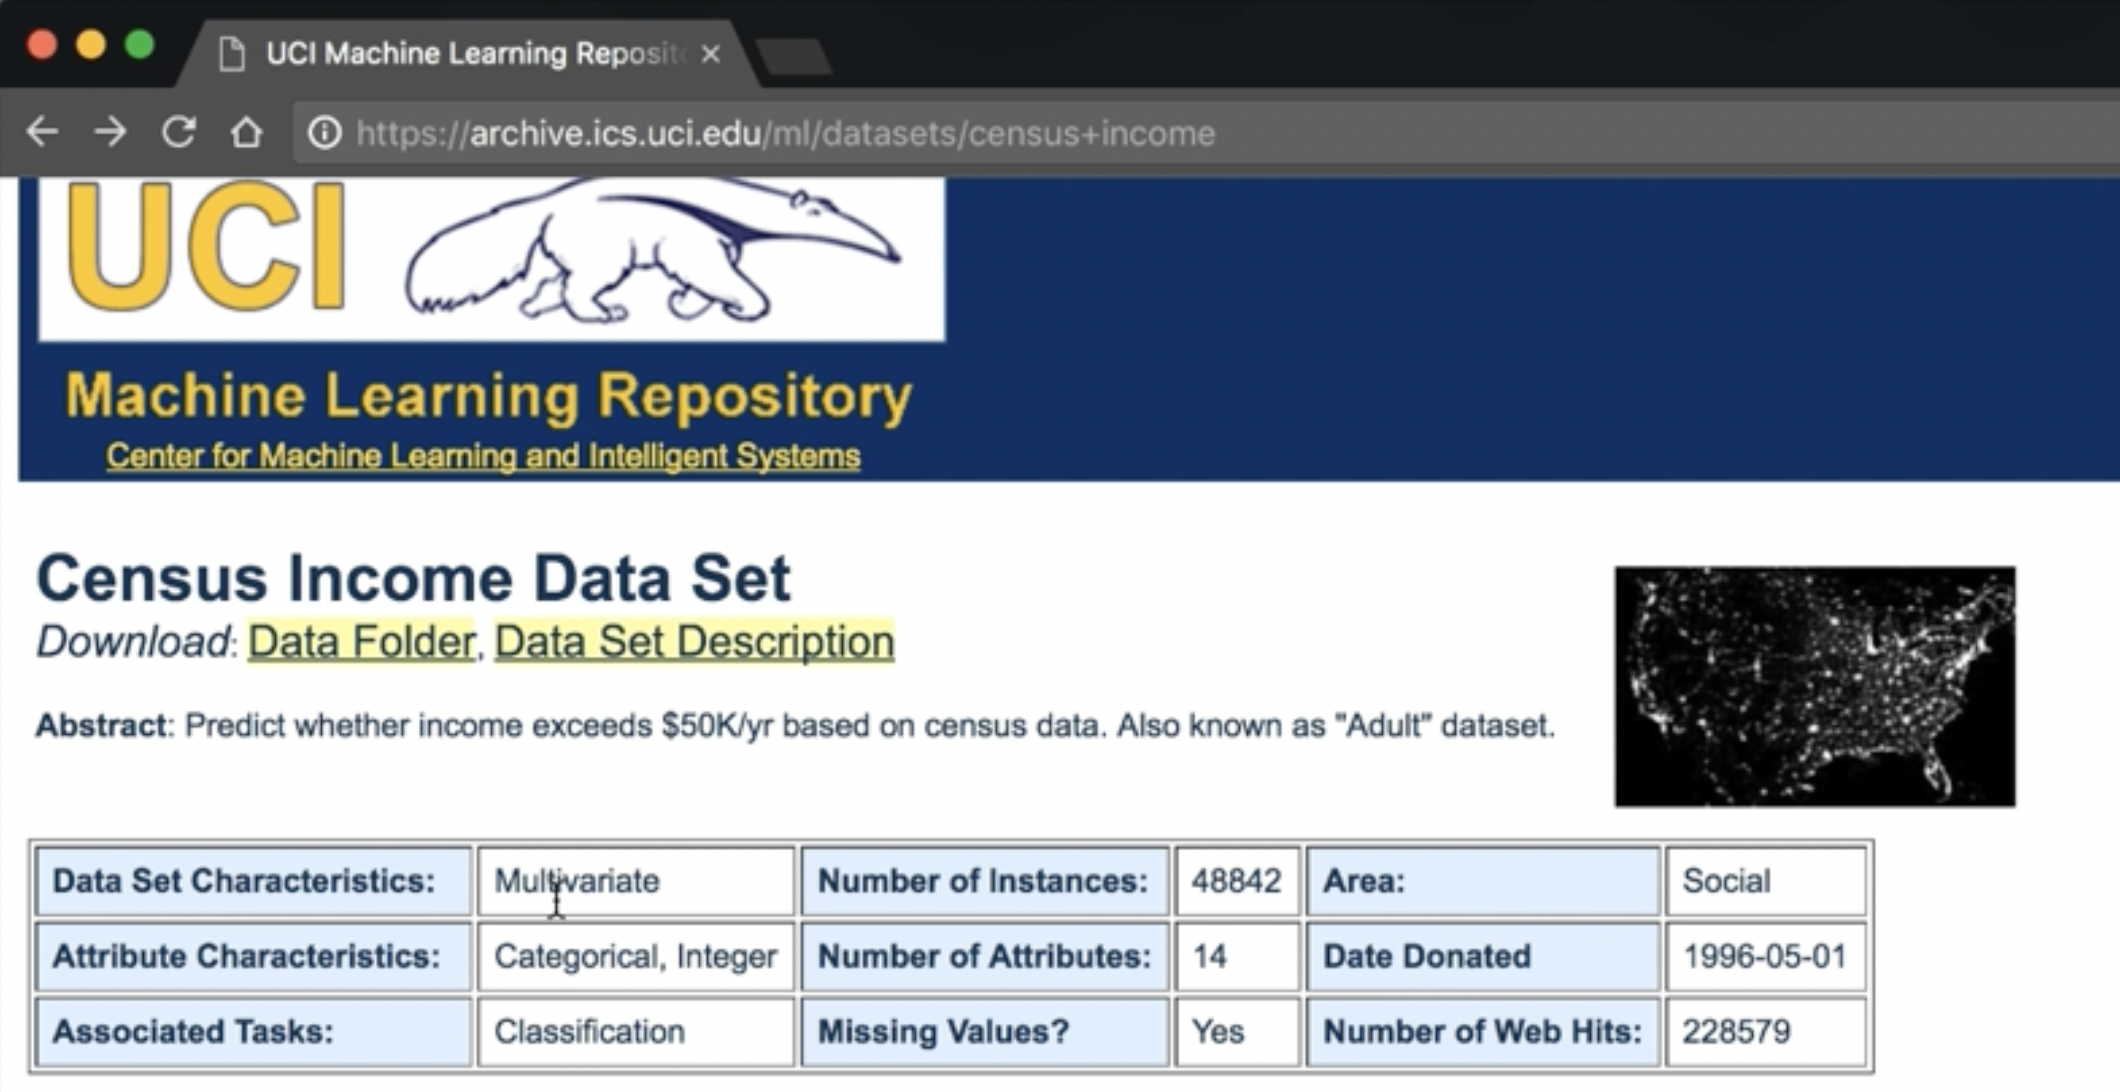 UCI Machine Learning Reposit
https://archive.ics.uci.edu/ml/datasets/census+income
UCI
Machine Learning Repository
Center for Machine Learning and Intelligent Systems
Census Income Data Set
Download: Data Folder, Data Set Description
Abstract: Predict whether income exceeds $50K/yr based on census data. Also known as "Adult" dataset.
Data Set Characteristics: Multivariate Number of Instances: 48842 Area: Social
Attribute Characteristics: Categorical, Integer Number of Attributes: 14 Date Donated 1996-05-01
Associated Tasks: Classification Missing Values? Yes Number of Web Hits: 228579